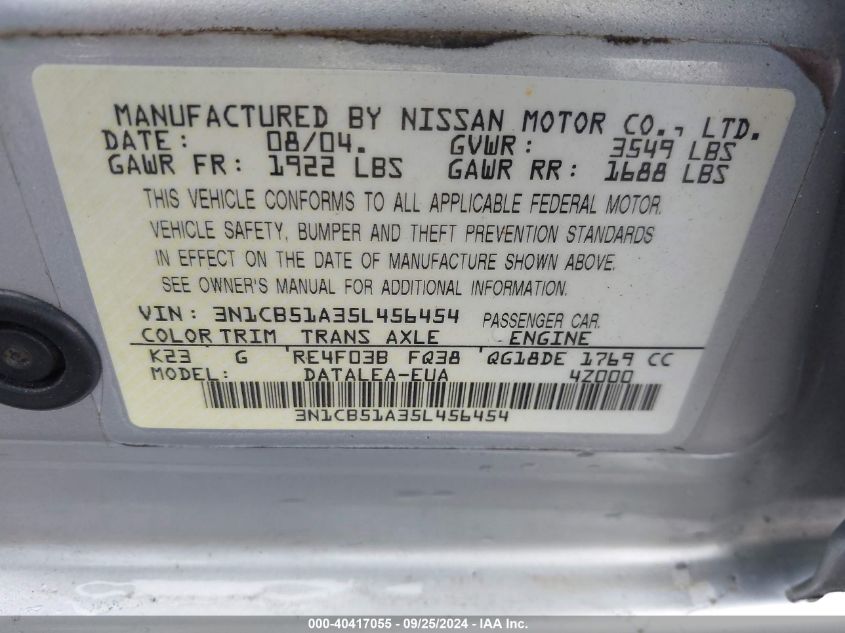 MANUFACTURED BY NISSAN MOTOR CO., LTD.
DATE: 08/04. GVWR: 3549 LBS
GAWR FR: 1922 LBS GAWR RR: 1688 LBS
THIS VEHICLE CONFORMS TO ALL APPLICABLE FEDERAL MOTOR
VEHICLE SAFETY, BUMPER AND THEFT PREVENTION STANDARDS
IN EFFECT ON THE DATE OF MANUFACTURE SHOWN ABOVE.
SEE OWNER'S MANUAL FOR ADDITIONAL INFORMATION.
VIN: 3N1CB51A35L456454 PASSENGER CAR.
COLOR TRIM TRANS AXLE ENGINE
K23 G RE4F03B FQ38 QG18DE 1769 CC
MODEL: DATALEA-EUA 4Z000
3N1CB51A35L456454
000-40417055 - 09/25/2024 - IAA Inc.